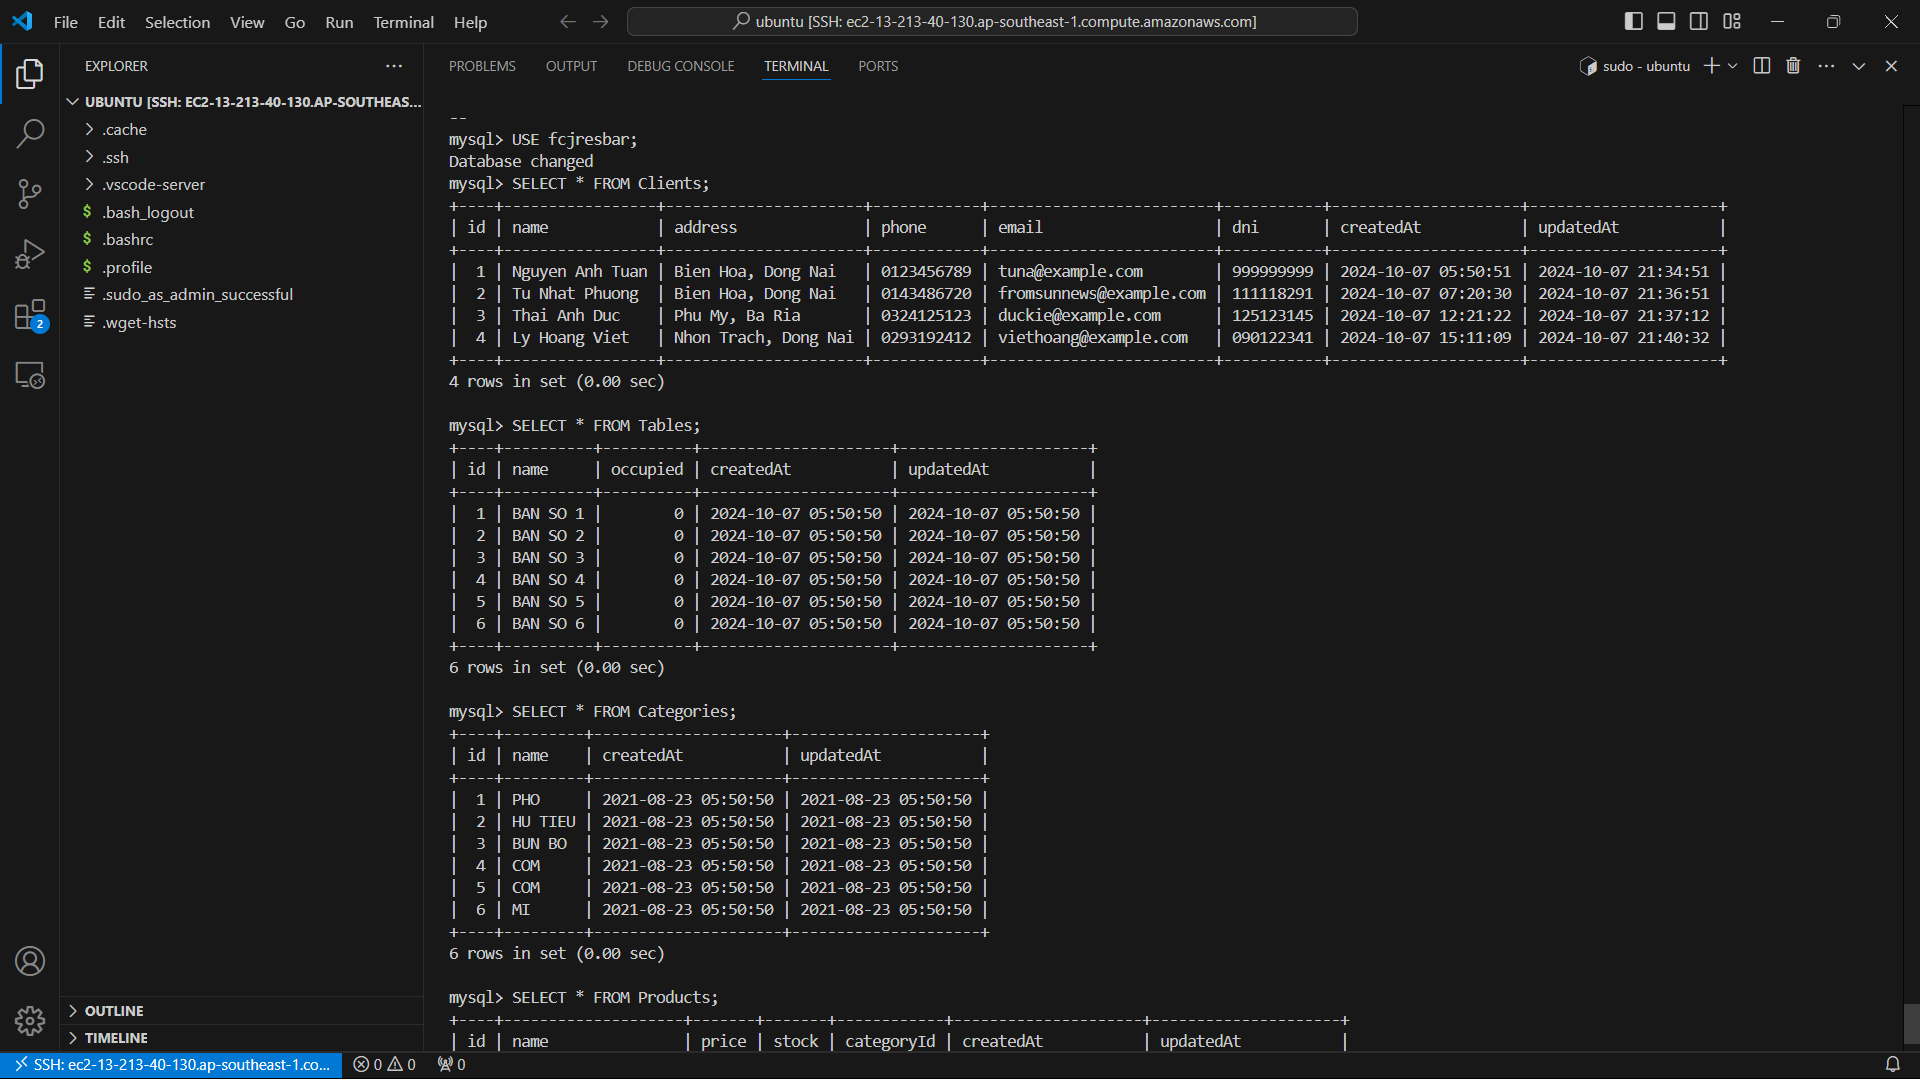 File Edit Selection View Go Run Terminal Help
ubuntu [SSH: ec2-13-213-40-130.ap-southeast-1.compute.amazonaws.com]
EXPLORER
UBUNTU [SSH: EC2-13-213-40-130.AP-SOUTHEAS...
.cache
.ssh
.vscode-server
$ .bash_logout
$ .bashrc
$ .profile
.sudo_as_admin_successful
.wget-hsts
2
OUTLINE
TIMELINE
PROBLEMS OUTPUT DEBUG CONSOLE TERMINAL PORTS
sudo - ubuntu
--
mysql> USE fcjresbar;
Database changed
mysql> SELECT * FROM Clients;
+----+-----------------+----------------------+------------+-------------------------+-----------+---------------------+---------------------+
| id | name            | address              | phone      | email                   | dni       | createdAt           | updatedAt           |
+----+-----------------+----------------------+------------+-------------------------+-----------+---------------------+---------------------+
|  1 | Nguyen Anh Tuan | Bien Hoa, Dong Nai   | 0123456789 | tuna@example.com        | 999999999 | 2024-10-07 05:50:51 | 2024-10-07 21:34:51 |
|  2 | Tu Nhat Phuong  | Bien Hoa, Dong Nai   | 0143486720 | fromsunnews@example.com | 111118291 | 2024-10-07 07:20:30 | 2024-10-07 21:36:51 |
|  3 | Thai Anh Duc    | Phu My, Ba Ria       | 0324125123 | duckie@example.com      | 125123145 | 2024-10-07 12:21:22 | 2024-10-07 21:37:12 |
|  4 | Ly Hoang Viet   | Nhon Trach, Dong Nai | 0293192412 | viethoang@example.com   | 090122341 | 2024-10-07 15:11:09 | 2024-10-07 21:40:32 |
+----+-----------------+----------------------+------------+-------------------------+-----------+---------------------+---------------------+
4 rows in set (0.00 sec)
mysql> SELECT * FROM Tables;
+----+----------+----------+---------------------+---------------------+
| id | name     | occupied | createdAt           | updatedAt           |
+----+----------+----------+---------------------+---------------------+
|  1 | BAN SO 1 |        0 | 2024-10-07 05:50:50 | 2024-10-07 05:50:50 |
|  2 | BAN SO 2 |        0 | 2024-10-07 05:50:50 | 2024-10-07 05:50:50 |
|  3 | BAN SO 3 |        0 | 2024-10-07 05:50:50 | 2024-10-07 05:50:50 |
|  4 | BAN SO 4 |        0 | 2024-10-07 05:50:50 | 2024-10-07 05:50:50 |
|  5 | BAN SO 5 |        0 | 2024-10-07 05:50:50 | 2024-10-07 05:50:50 |
|  6 | BAN SO 6 |        0 | 2024-10-07 05:50:50 | 2024-10-07 05:50:50 |
+----+----------+----------+---------------------+---------------------+
6 rows in set (0.00 sec)
mysql> SELECT * FROM Categories;
+----+---------+---------------------+---------------------+
| id | name    | createdAt           | updatedAt           |
+----+---------+---------------------+---------------------+
|  1 | PHO     | 2021-08-23 05:50:50 | 2021-08-23 05:50:50 |
|  2 | HU TIEU | 2021-08-23 05:50:50 | 2021-08-23 05:50:50 |
|  3 | BUN BO  | 2021-08-23 05:50:50 | 2021-08-23 05:50:50 |
|  4 | COM     | 2021-08-23 05:50:50 | 2021-08-23 05:50:50 |
|  5 | COM     | 2021-08-23 05:50:50 | 2021-08-23 05:50:50 |
|  6 | MI      | 2021-08-23 05:50:50 | 2021-08-23 05:50:50 |
+----+---------+---------------------+---------------------+
6 rows in set (0.00 sec)
mysql> SELECT * FROM Products;
+----+--------------------+-------+-------+------------+---------------------+---------------------+
| id | name               | price | stock | categoryId | createdAt           | updatedAt           |
SSH: ec2-13-213-40-130.ap-southeast-1.co... 0 0 0